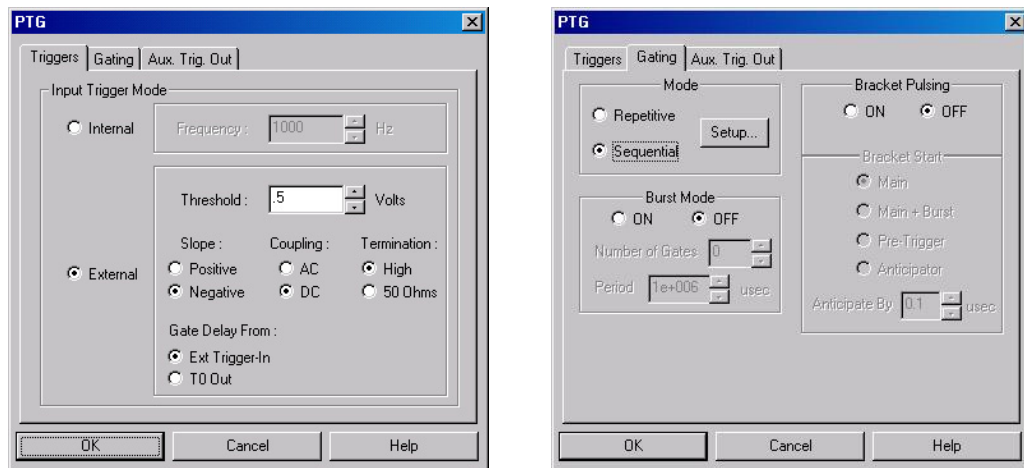 PTG
Triggers Gating Aux. Trig. Out
Input Trigger Mode
Internal
Frequency : 1000 Hz
External
Threshold : .5 Volts
Slope : Coupling : Termination :
Positive AC High
Negative DC 50 Ohms
Gate Delay From :
Ext Trigger-In
T0 Out
OK Cancel Help
PTG
Triggers Gating Aux. Trig. Out
Mode
Repetitive
Sequential
Setup...
Burst Mode
ON OFF
Number of Gates 0
Period 1e+006 usec
Bracket Pulsing
ON OFF
Bracket Start
Main
Main + Burst
Pre-Trigger
Anticipator
Anticipate By 0.1 usec
OK Cancel Help